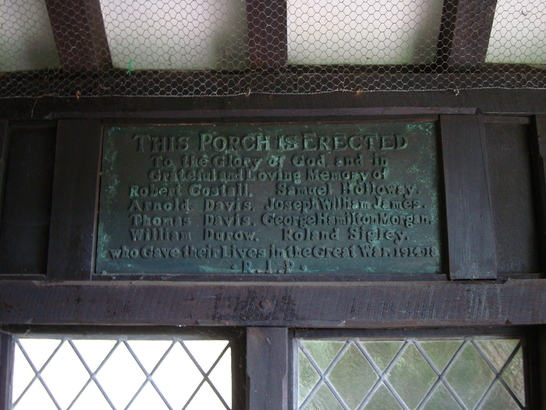 THIS PORCH IS ERECTED
To the Glory of God, and in
Grateful and Loving Memory of
Robert Costall, Samuel Holloway.
Arnold Davis, Joseph William James.
Thomas Davis, George Hamilton Morgan.
William Durow, Roland Sigley,
who Gave their Lives in the Great War. 1914.1918.
R.I.P.